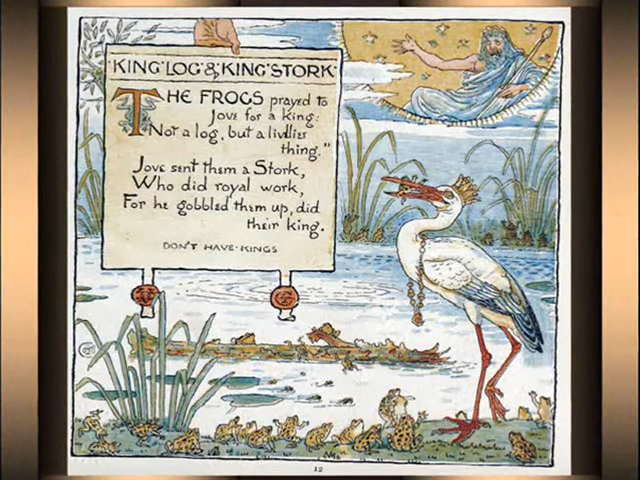 KING·LOG·&·KING·STORK
THE FROGS prayed to
Jove for a king:
"Not a log, but a livelier
thing."
Jove sent them a Stork,
Who did royal work,
For he gobbled them up, did
their king.
DON'T HAVE·KINGS
12